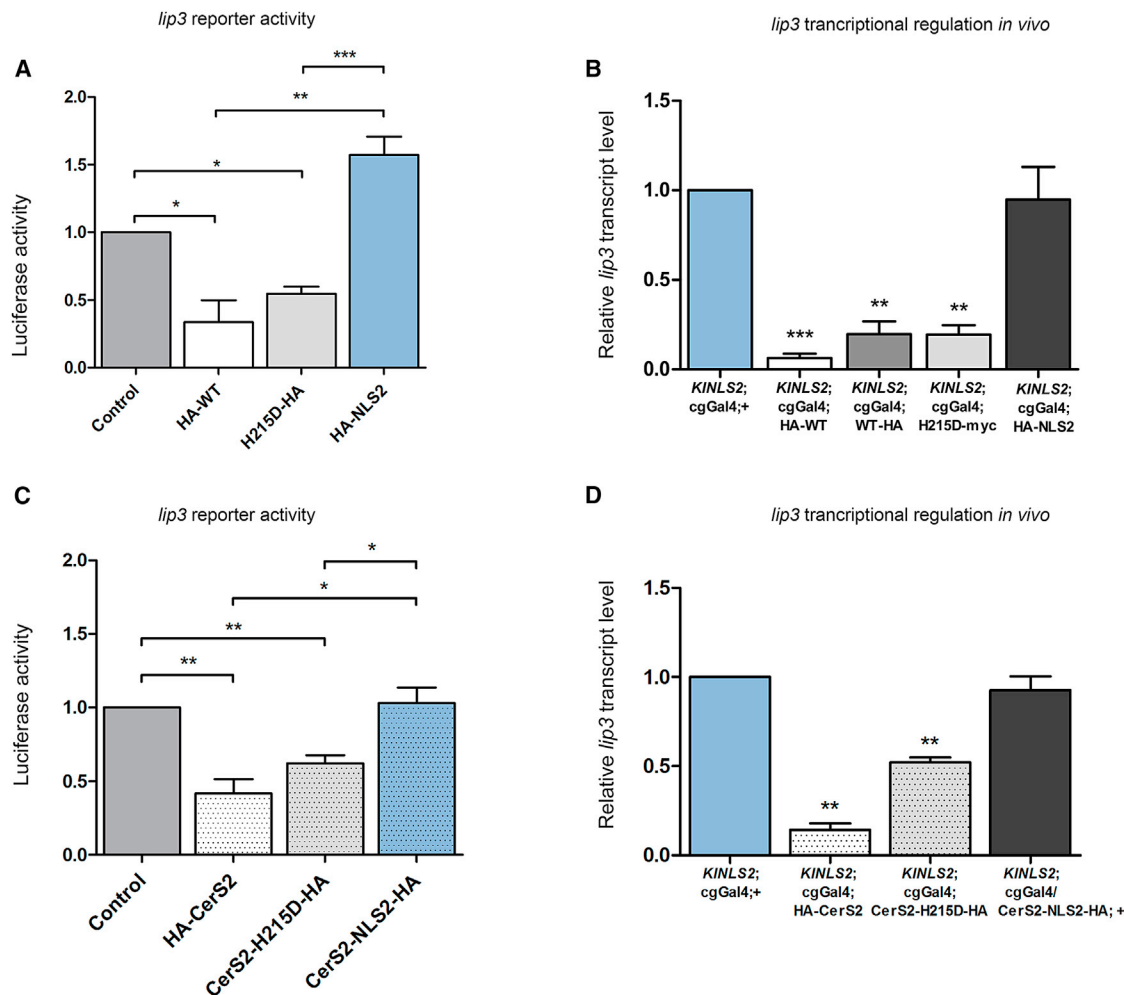 lip3 reporter activity
A
***
**
*
*
2.0
1.5
1.0
0.5
0.0
Luciferase activity
Control
HA-WT
H215D-HA
HA-NLS2
lip3 trancriptional regulation in vivo
B
1.5
1.0
0.5
0.0
Relative lip3 transcript level
***
**
**
KINLS2;
cgGal4;+
KINLS2;
cgGal4;
HA-WT
KINLS2;
cgGal4;
WT-HA
KINLS2;
cgGal4;
H215D-myc
KINLS2;
cgGal4;
HA-NLS2
C
lip3 reporter activity
*
*
**
**
2.0
1.5
1.0
0.5
0.0
Luciferase activity
Control
HA-CerS2
CerS2-H215D-HA
CerS2-NLS2-HA
D
lip3 trancriptional regulation in vivo
1.5
1.0
0.5
0.0
Relative lip3 transcript level
**
**
KINLS2;
cgGal4;+
KINLS2;
cgGal4;
HA-CerS2
KINLS2;
cgGal4;
CerS2-H215D-HA
KINLS2;
cgGal4/
CerS2-NLS2-HA; +